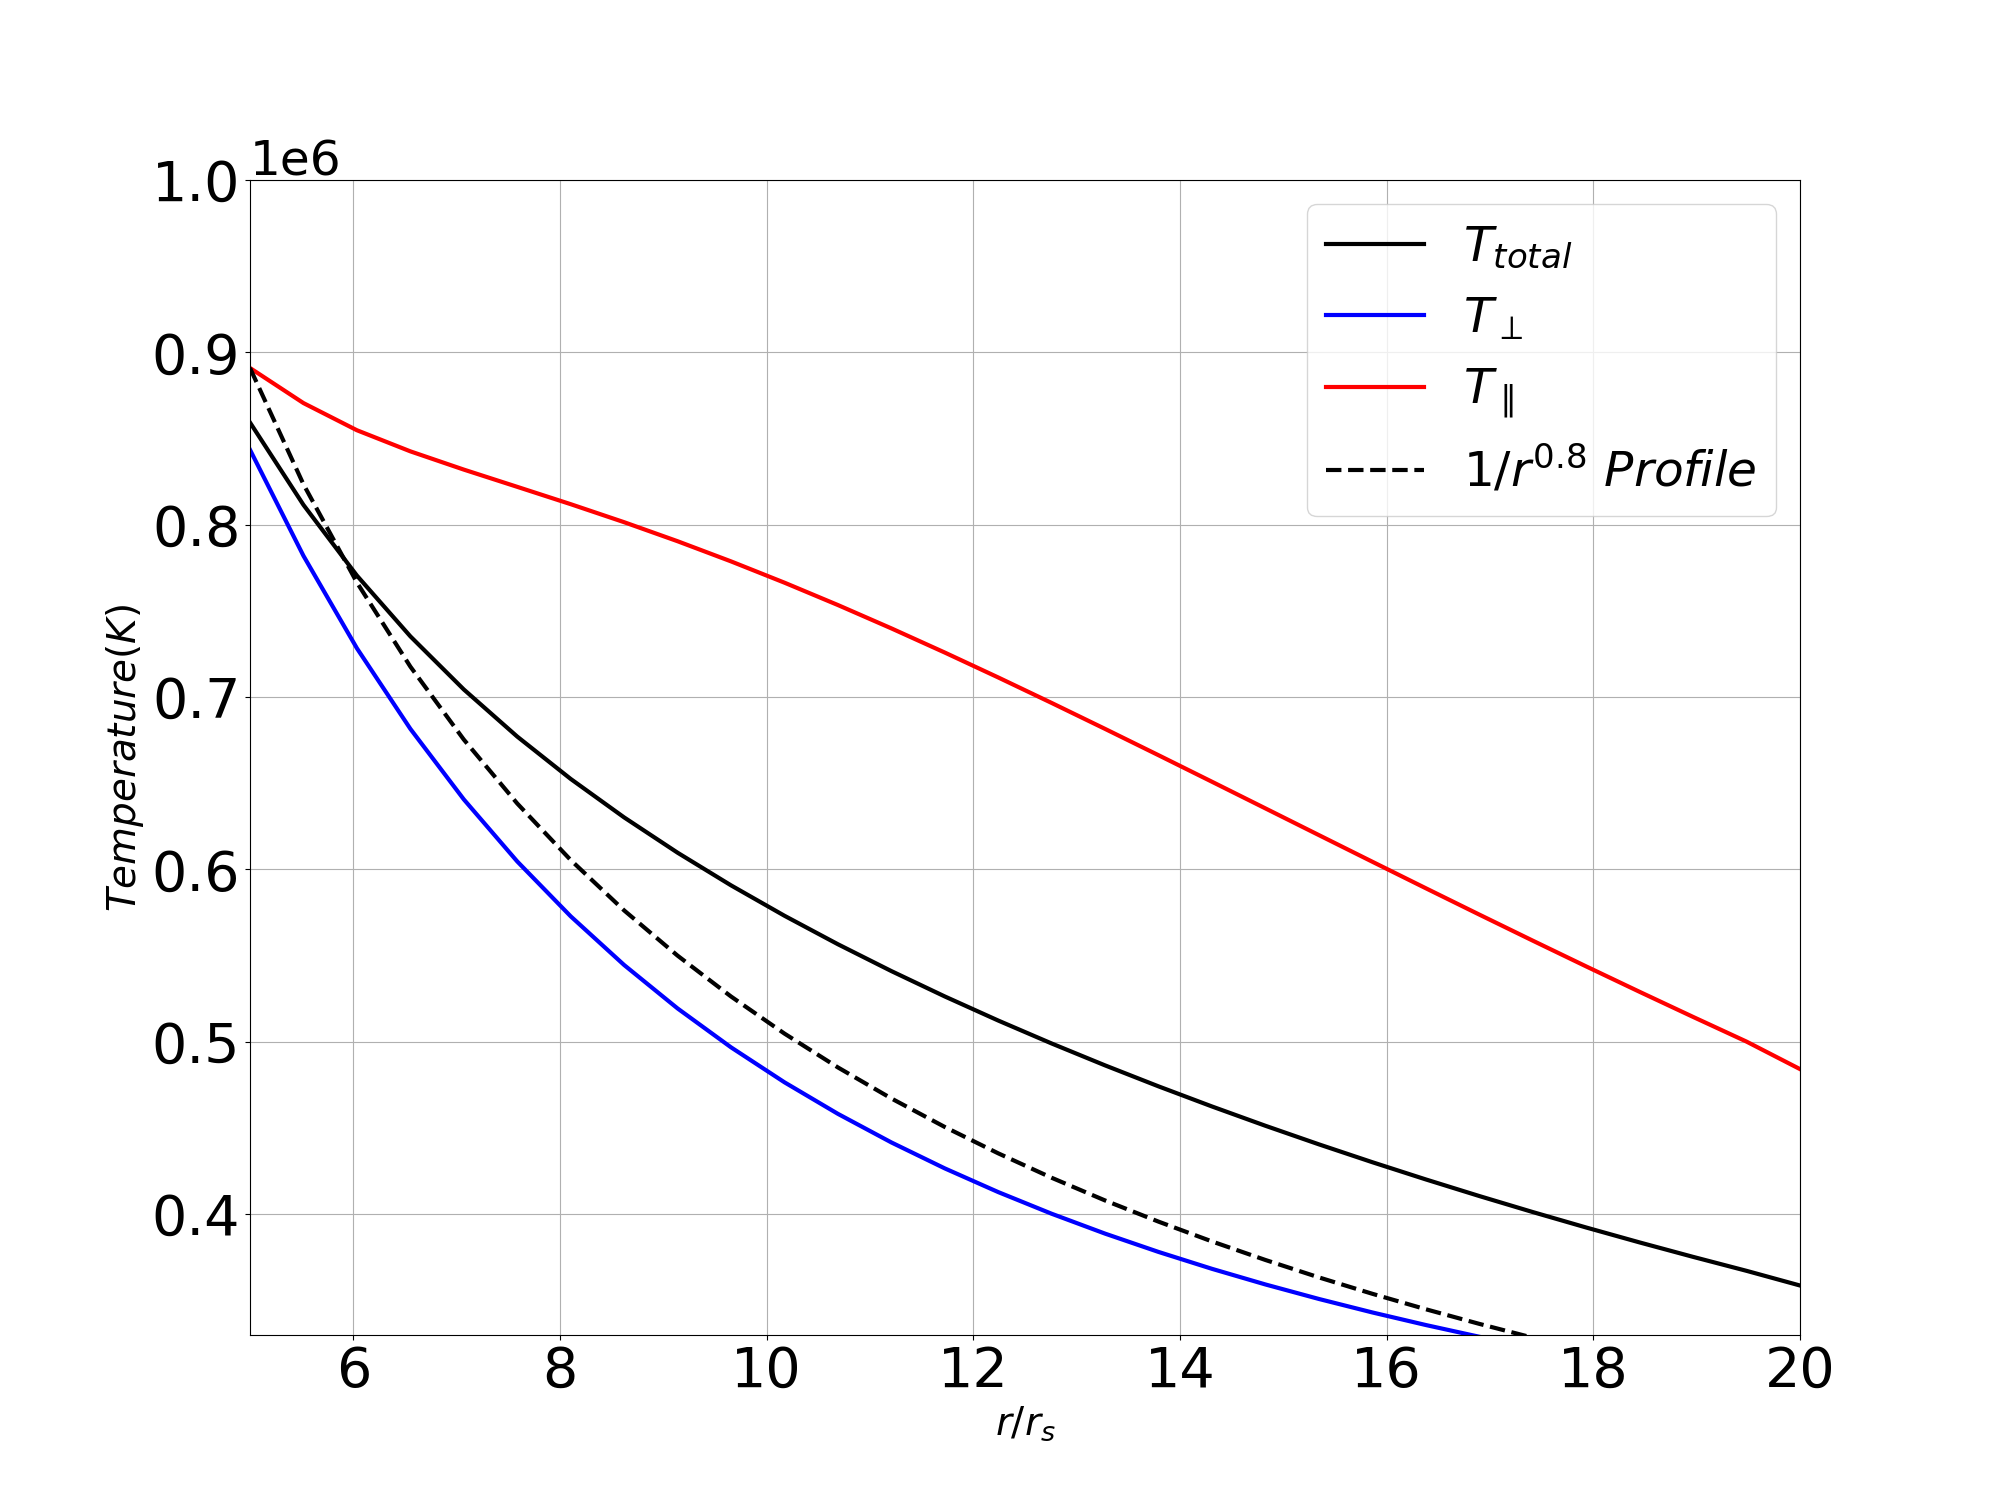 1e6
1.0
0.9
0.8
0.7
0.6
0.5
0.4
Temperature(K)
6 8 10 12 14 16 18 20
r/r_s
T_total
T_⊥
T_∥
1/r^0.8 Profile